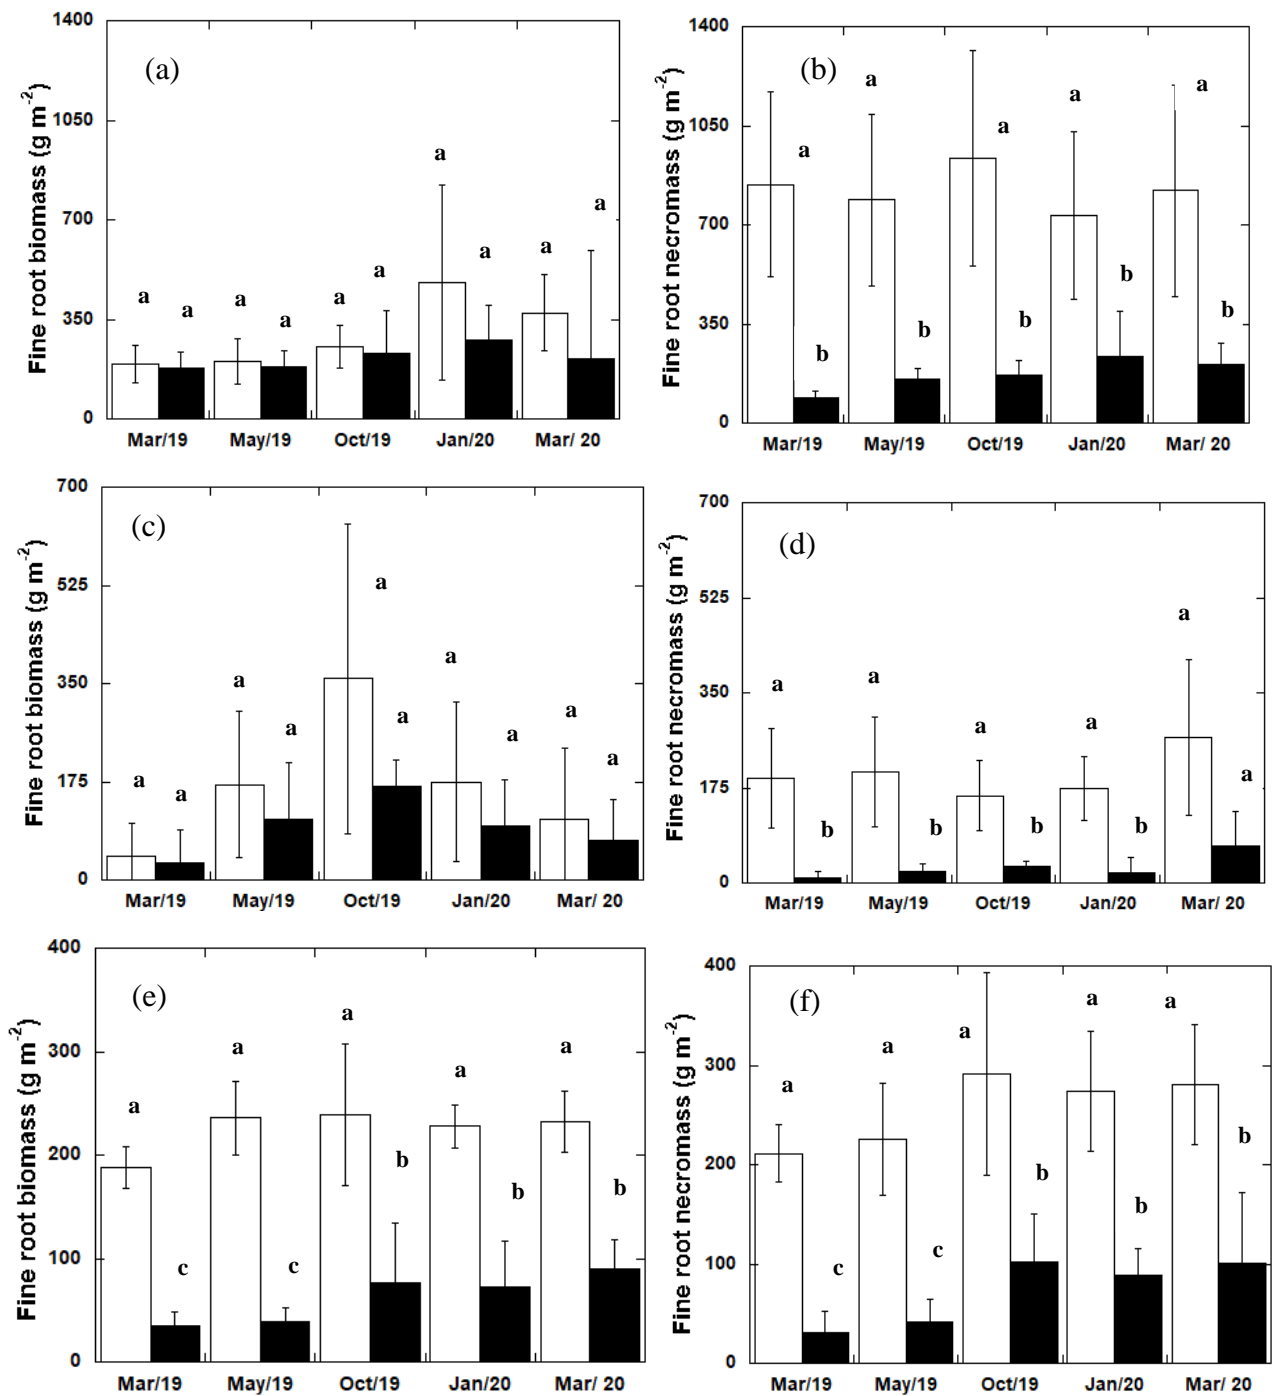 Fine root biomass (g m⁻²)
1400
1050
700
350
0
(a)
a
a
a
a
a
a
a
a
a
a
Mar/19
May/19
Oct/19
Jan/20
Mar/ 20
Fine root necromass (g m⁻²)
1400
1050
700
350
0
(b)
a
b
a
b
a
b
a
b
a
b
Mar/19
May/19
Oct/19
Jan/20
Mar/ 20
Fine root biomass (g m⁻²)
700
525
350
175
0
(c)
a
a
a
a
a
a
a
a
a
a
Mar/19
May/19
Oct/19
Jan/20
Mar/ 20
Fine root necromass (g m⁻²)
700
525
350
175
0
(d)
a
b
a
b
a
b
a
b
a
a
Mar/19
May/19
Oct/19
Jan/20
Mar/ 20
Fine root biomass (g m⁻²)
400
300
200
100
0
(e)
a
c
a
c
a
b
a
b
a
b
Mar/19
May/19
Oct/19
Jan/20
Mar/ 20
Fine root necromass (g m⁻²)
400
300
200
100
0
(f)
a
c
a
c
a
b
a
b
a
b
Mar/19
May/19
Oct/19
Jan/20
Mar/ 20